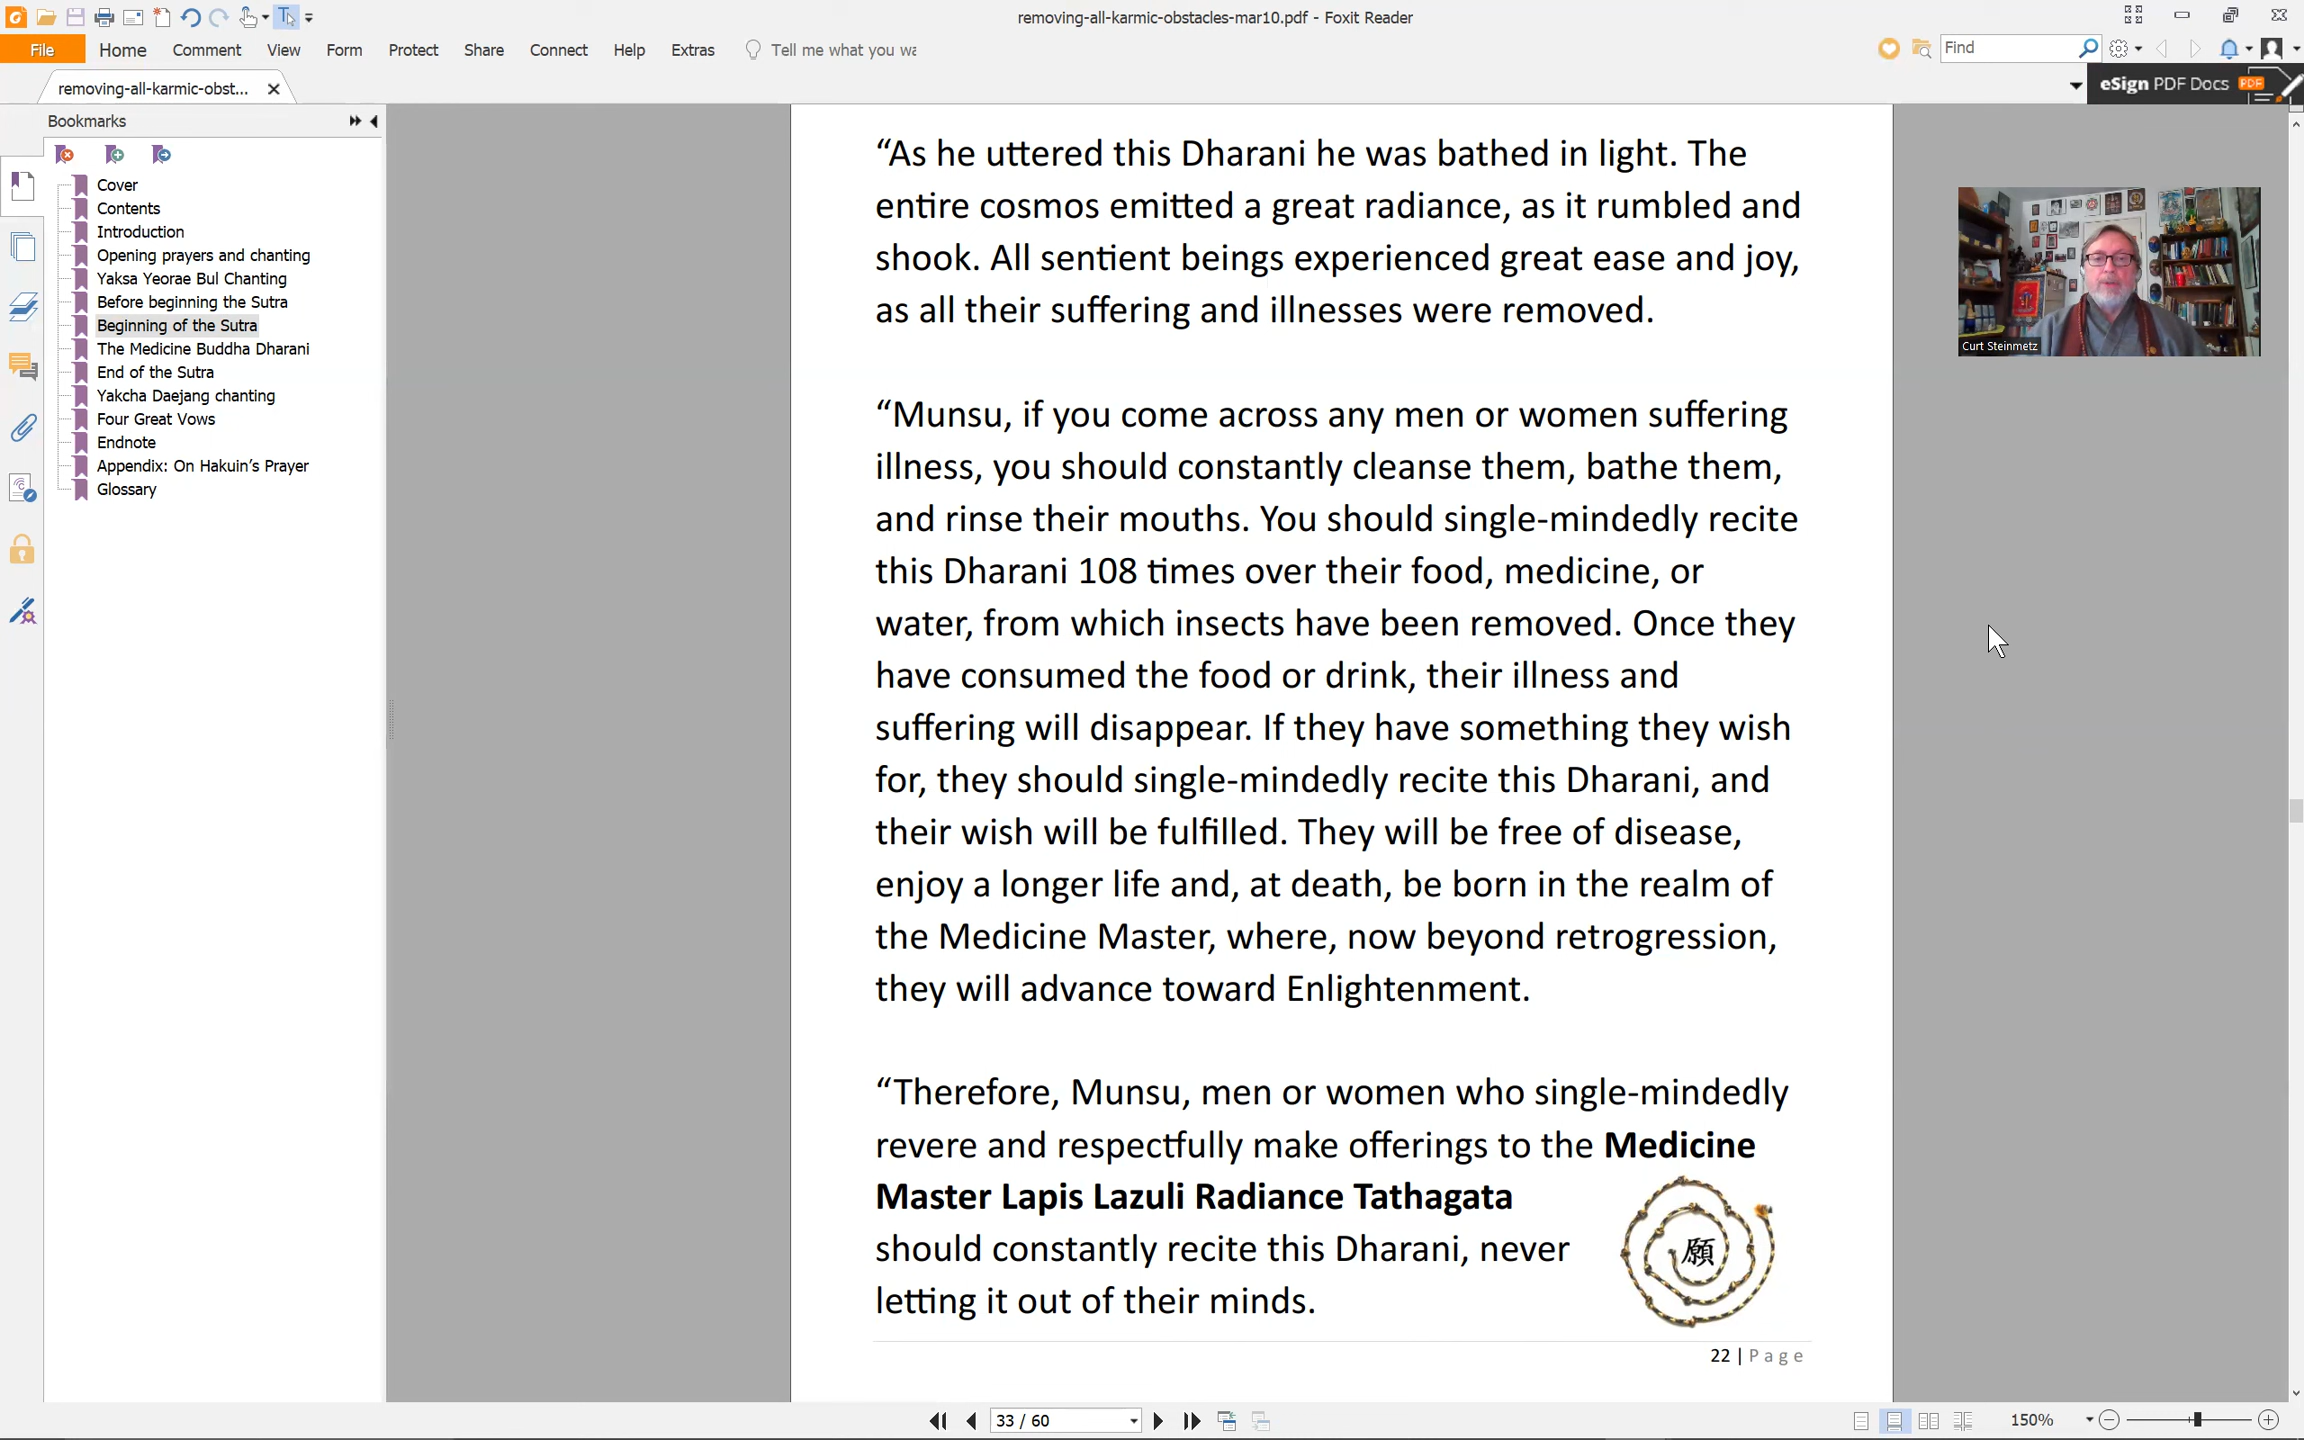 removing-all-karmic-obstacles-mar10.pdf - Foxit Reader
File Home Comment View Form Protect Share Connect Help Extras Tell me what you wa
Find
removing-all-karmic-obst...
eSign PDF Docs PDF
Bookmarks
Cover
Contents
Introduction
Opening prayers and chanting
Yaksa Yeorae Bul Chanting
Before beginning the Sutra
Beginning of the Sutra
The Medicine Buddha Dharani
End of the Sutra
Yakcha Daejang chanting
Four Great Vows
Endnote
Appendix: On Hakuin’s Prayer
Glossary
“As he uttered this Dharani he was bathed in light. The
entire cosmos emitted a great radiance, as it rumbled and
shook. All sentient beings experienced great ease and joy,
as all their suffering and illnesses were removed.
“Munsu, if you come across any men or women suffering
illness, you should constantly cleanse them, bathe them,
and rinse their mouths. You should single-mindedly recite
this Dharani 108 times over their food, medicine, or
water, from which insects have been removed. Once they
have consumed the food or drink, their illness and
suffering will disappear. If they have something they wish
for, they should single-mindedly recite this Dharani, and
their wish will be fulfilled. They will be free of disease,
enjoy a longer life and, at death, be born in the realm of
the Medicine Master, where, now beyond retrogression,
they will advance toward Enlightenment.
“Therefore, Munsu, men or women who single-mindedly
revere and respectfully make offerings to the Medicine
Master Lapis Lazuli Radiance Tathagata
should constantly recite this Dharani, never
letting it out of their minds.
願
22 | Page
Curt Steinmetz
33 / 60
150%